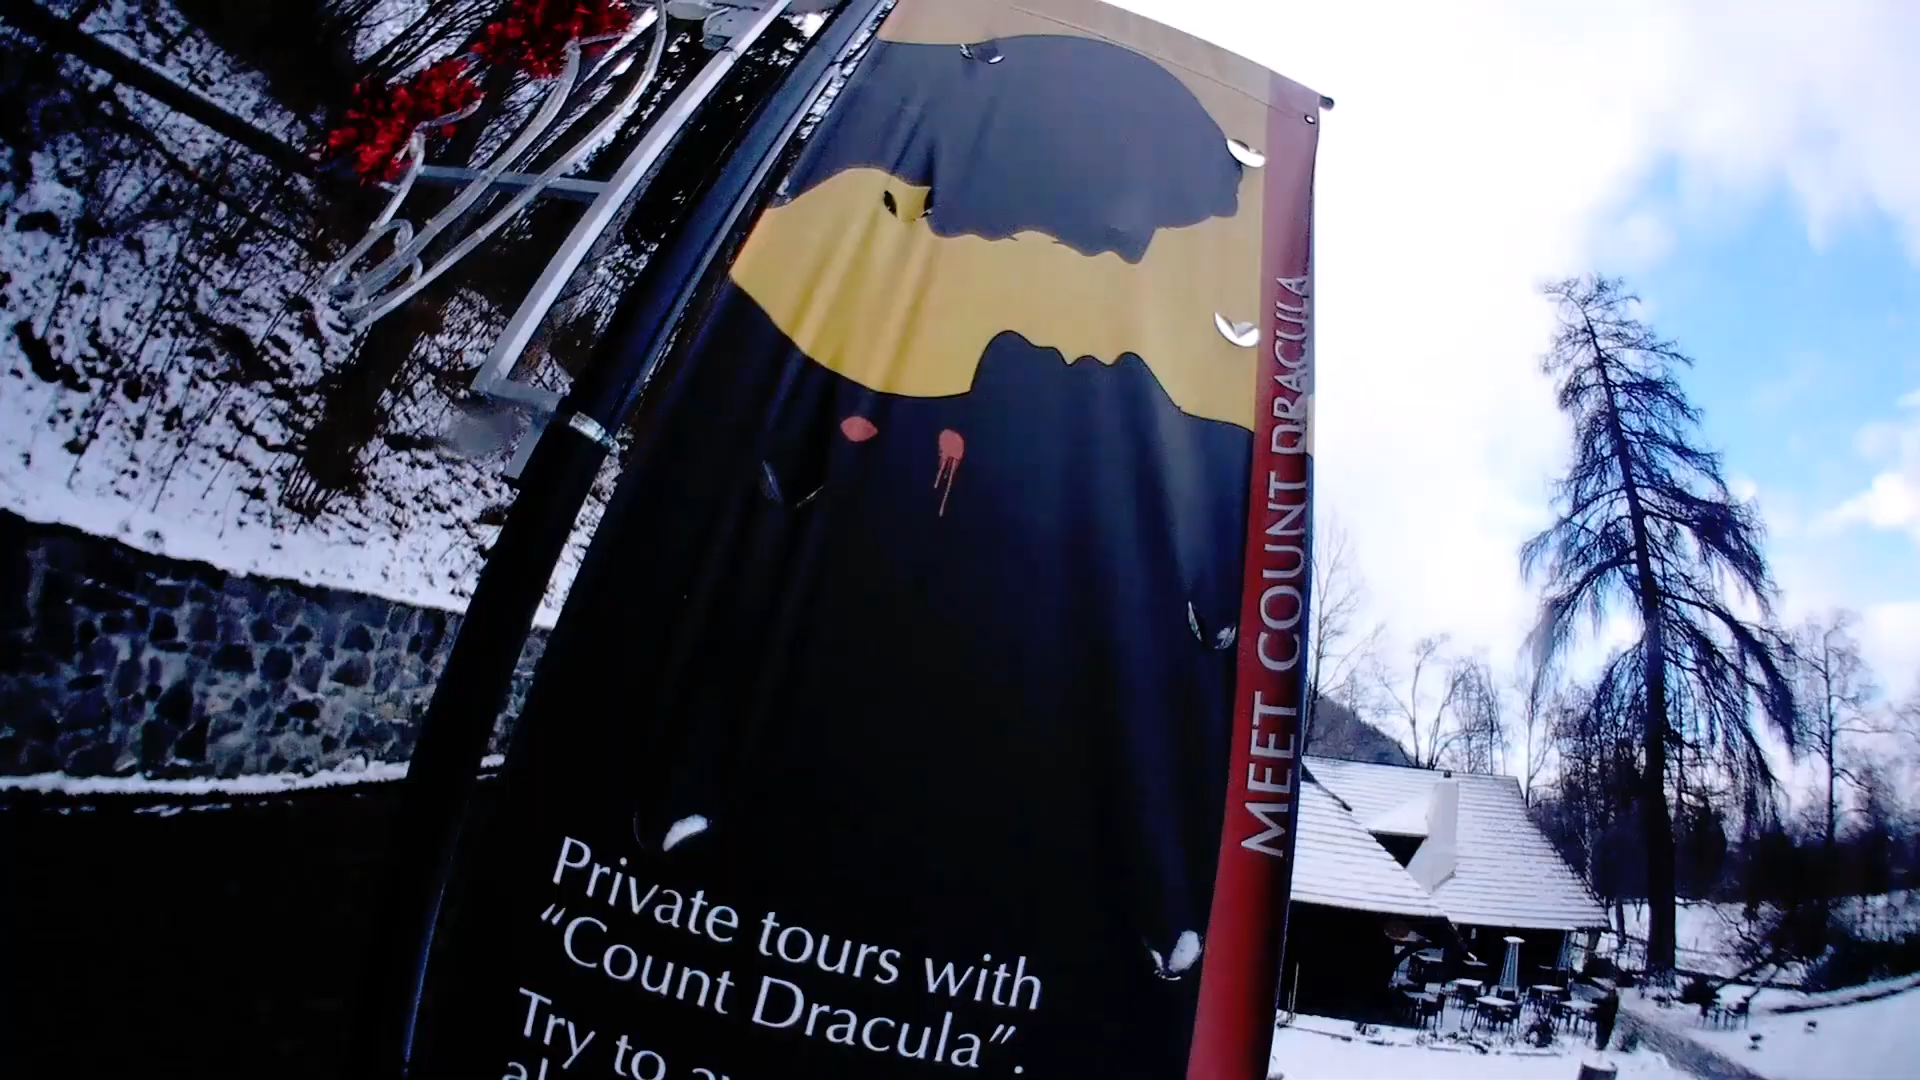 MEET COUNT DRACULA
Private tours with
“Count Dracula”.
Try to